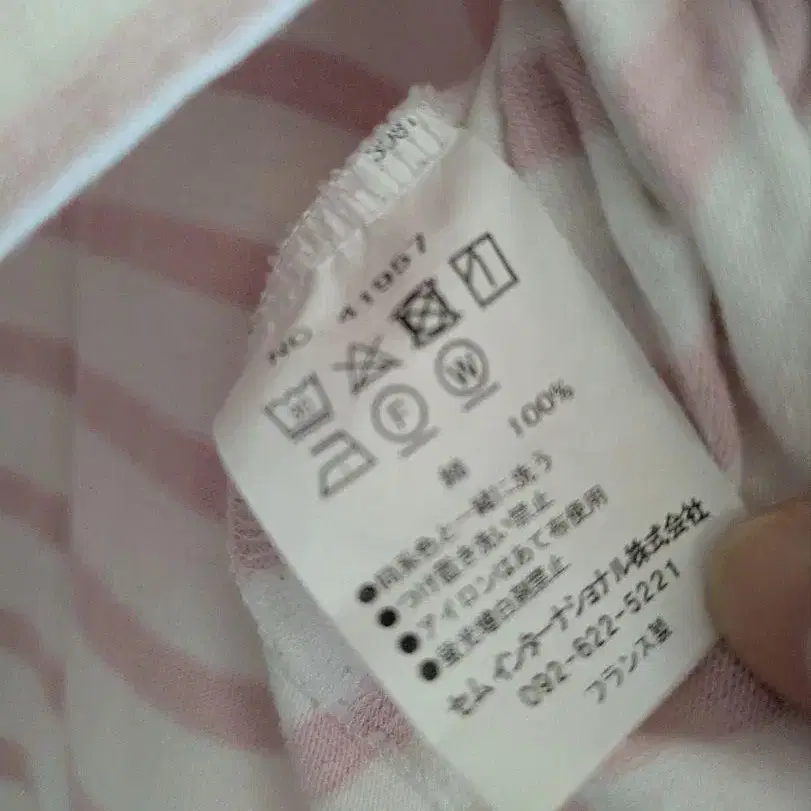 NO 41957
F W
綿 100%
●同系色と一緒に洗う
●つけ置き洗い禁止
●アイロンはあて布使用
●蛍光増白剤禁止
セム インターナショナル株式会社
092-622-5221
フランス製